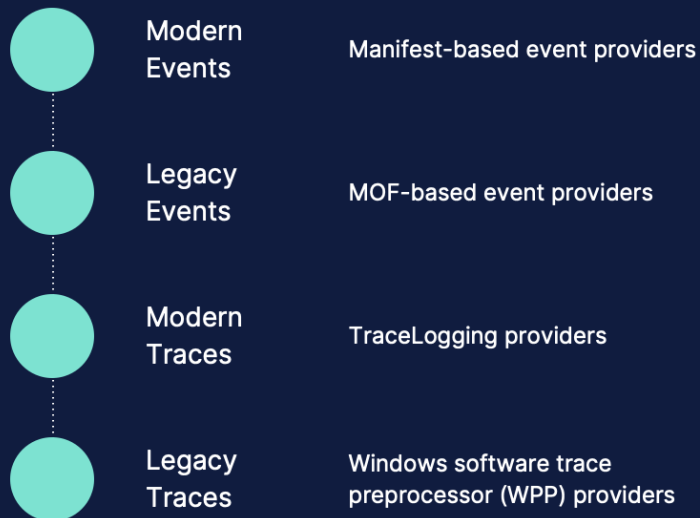 Modern
Events
Manifest-based event providers
Legacy
Events
MOF-based event providers
Modern
Traces
TraceLogging providers
Legacy
Traces
Windows software trace
preprocessor (WPP) providers